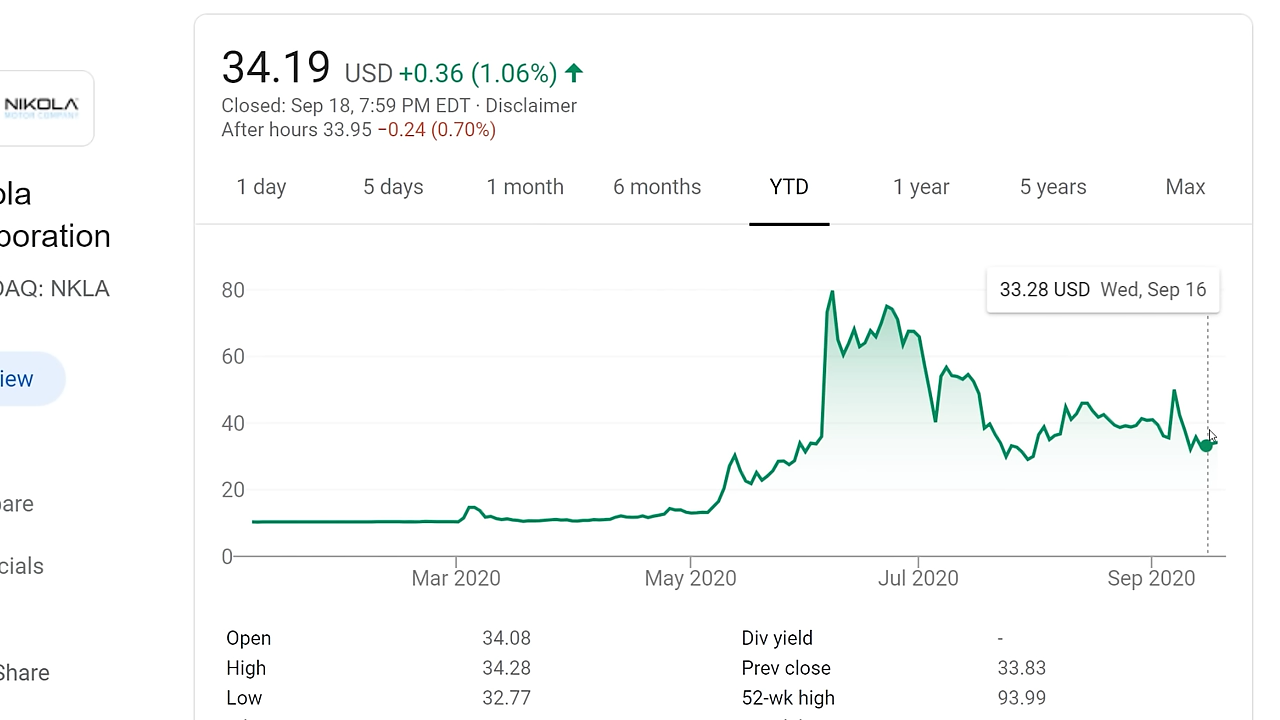 34.19 USD +0.36 (1.06%)
Closed: Sep 18, 7:59 PM EDT · Disclaimer
After hours 33.95 −0.24 (0.70%)
NIKOLA
MOTOR COMPANY
ola
poration
DAQ: NKLA
iew
pare
cials
Share
1 day 5 days 1 month 6 months YTD 1 year 5 years Max
33.28 USD Wed, Sep 16
80
60
40
20
0
Mar 2020 May 2020 Jul 2020 Sep 2020
Open 34.08 Div yield -
High 34.28 Prev close 33.83
Low 32.77 52-wk high 93.99